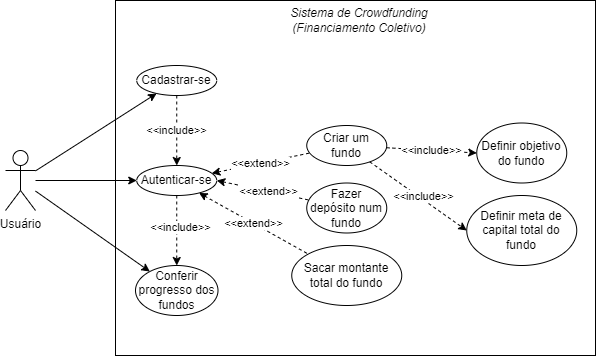 Sistema de Crowdfunding
(Financiamento Coletivo)
Cadastrar-se
<<include>>
Criar um
fundo
<<include>>
Definir objetivo
do fundo
<<extend>>
Autenticar-se
<<extend>>
Fazer
depósito num
fundo
<<include>>
Definir meta de
capital total do
fundo
Usuário
<<include>>
<<extend>>
Conferir
progresso dos
fundos
Sacar montante
total do fundo